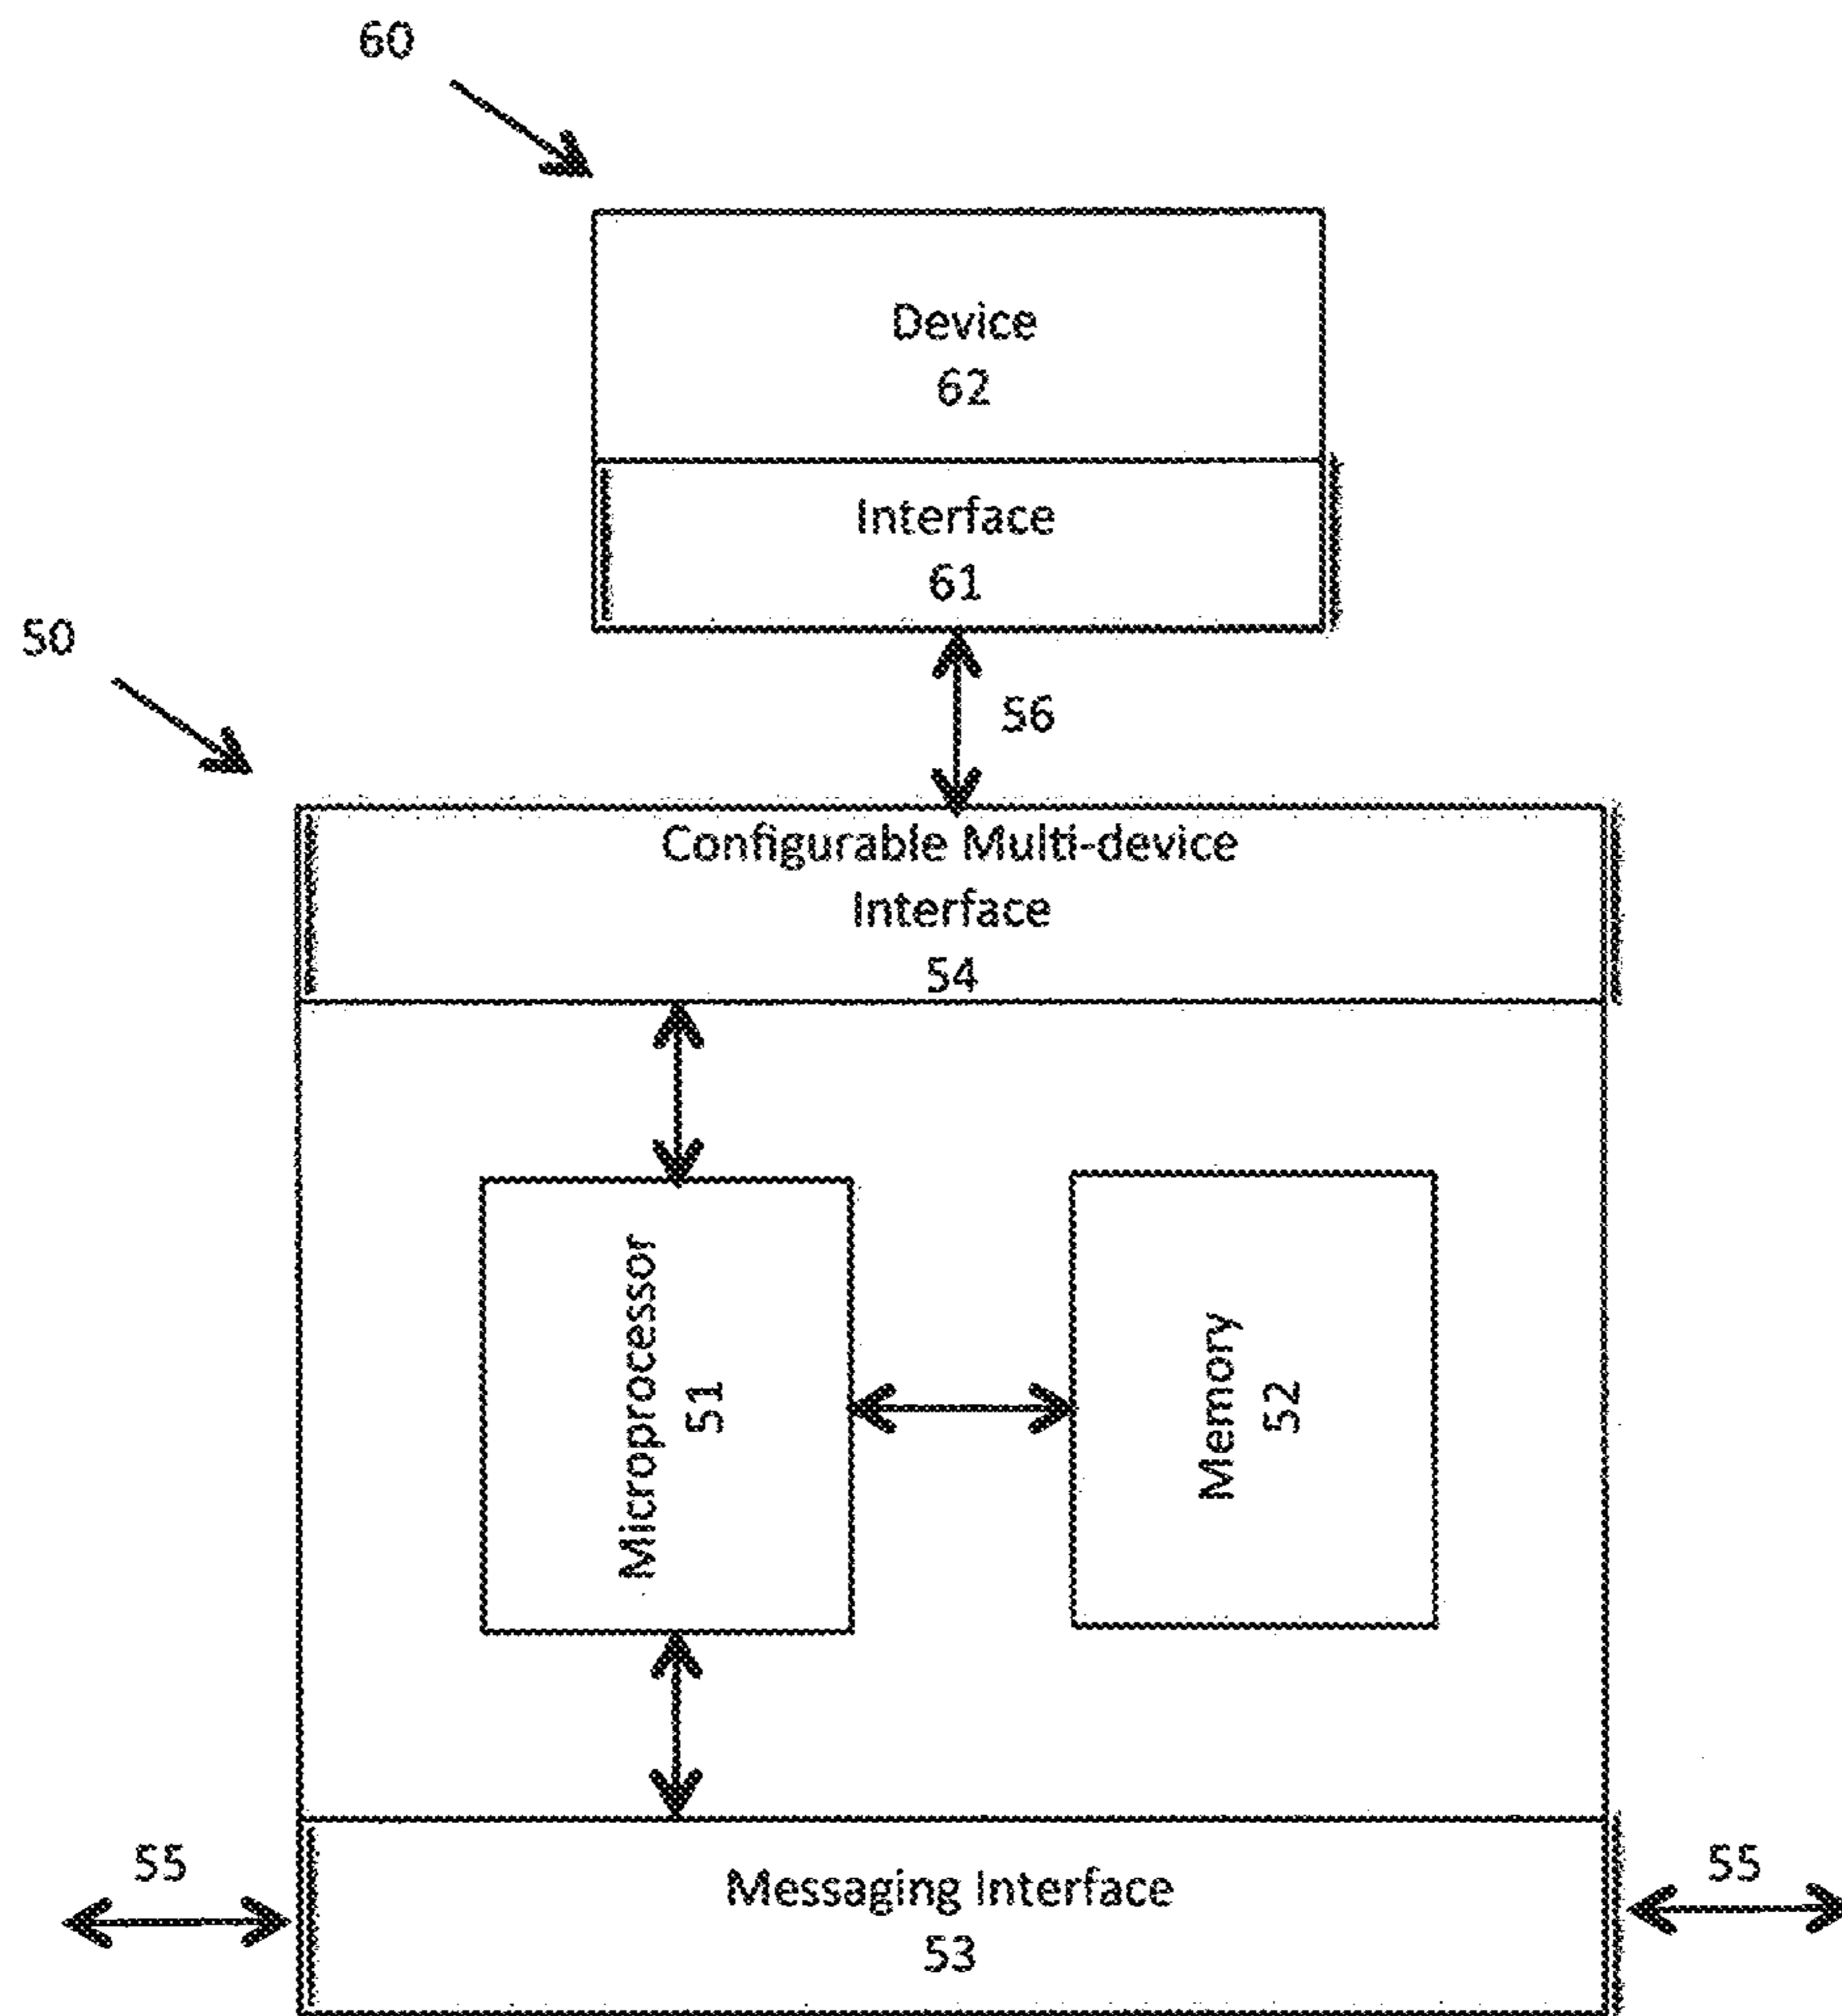 60
Device
62
Interface
61
50
56
Configurable Multi-device
Interface
54
Microprocessor
51
Memory
52
55
Messaging Interface
53
55